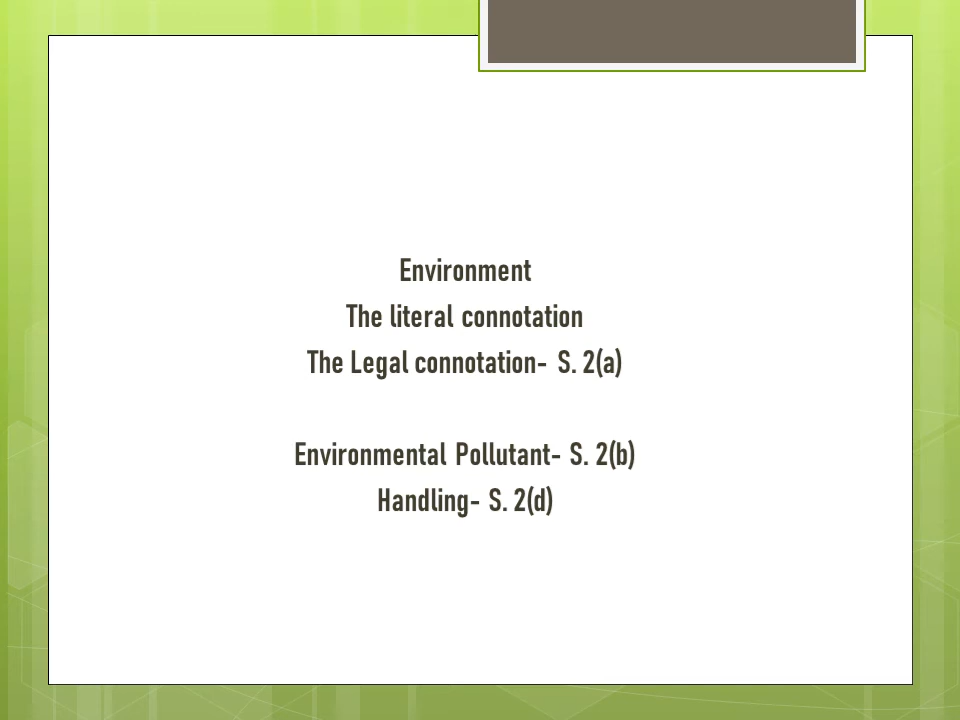 Environment
The literal connotation
The Legal connotation- S. 2(a)
Environmental Pollutant- S. 2(b)
Handling- S. 2(d)